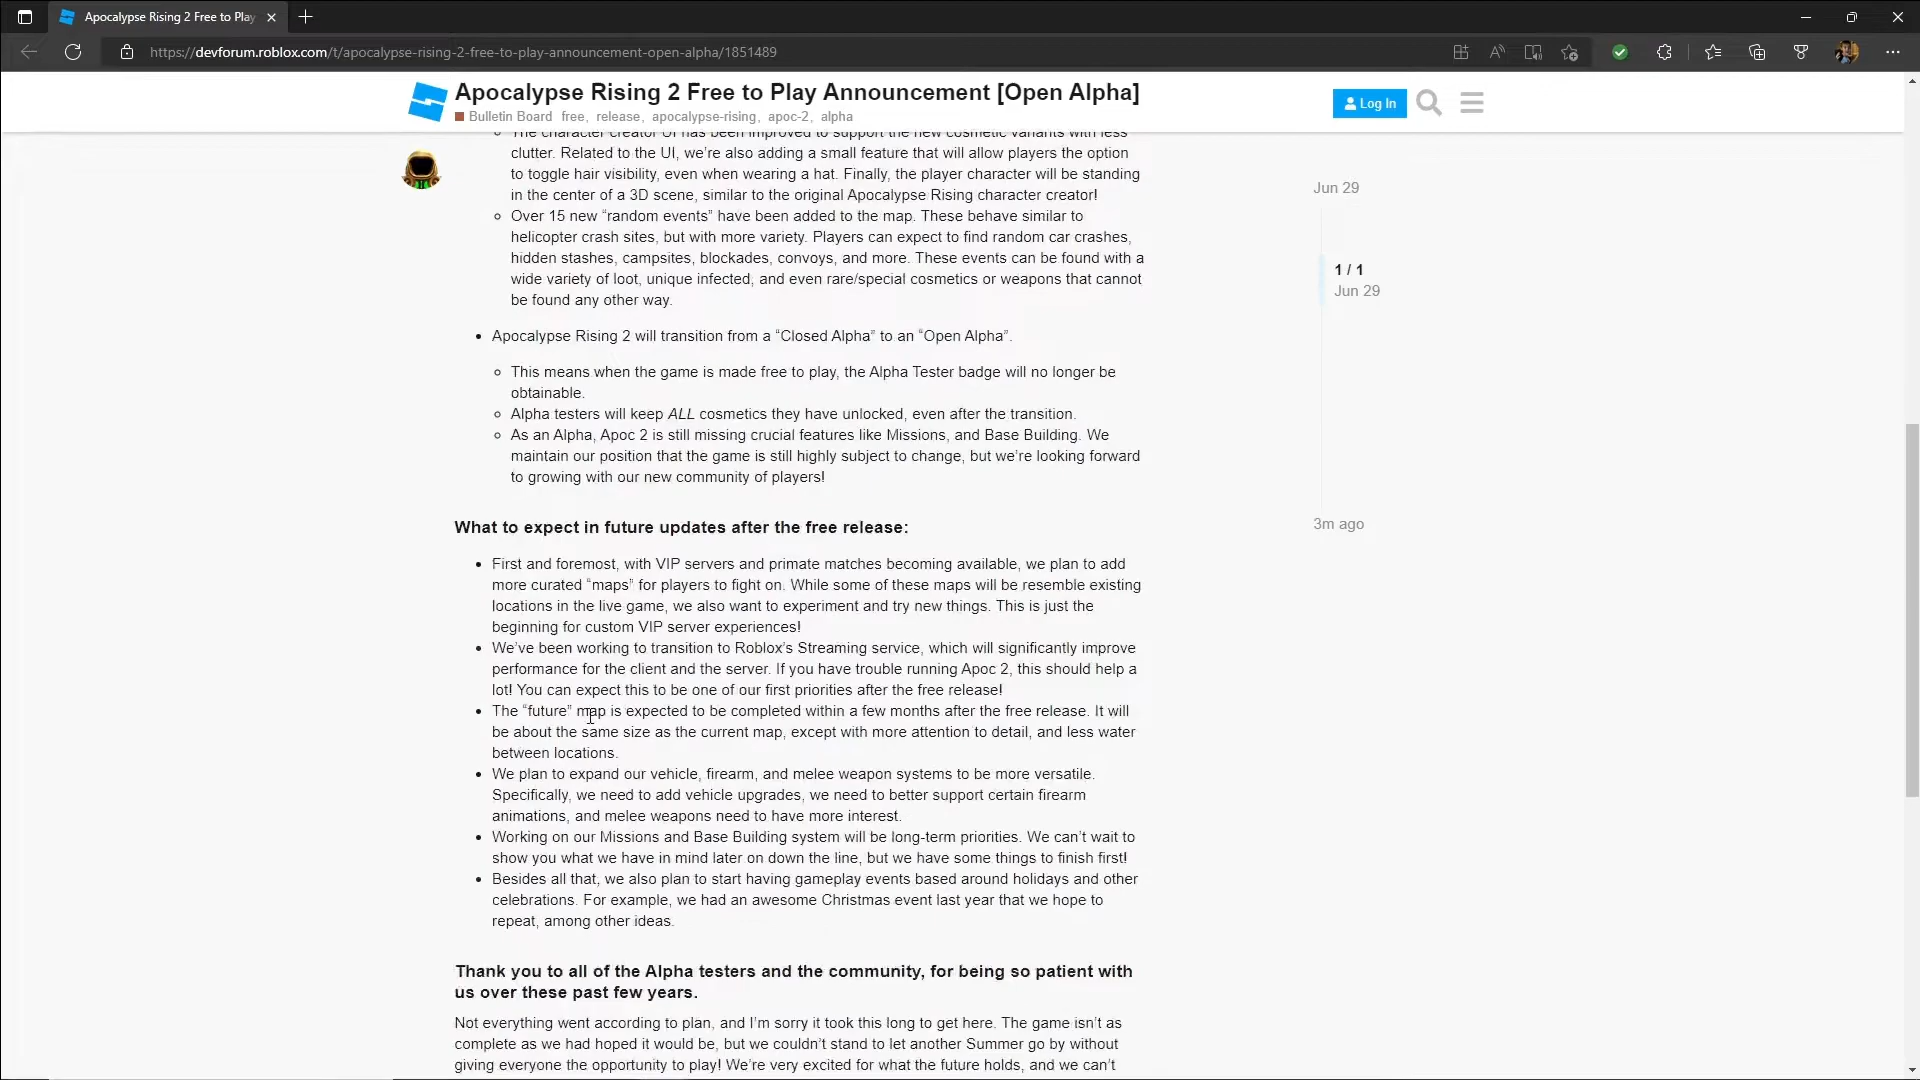 Apocalypse Rising 2 Free to Play
https://devforum.roblox.com/t/apocalypse-rising-2-free-to-play-announcement-open-alpha/1851489
Apocalypse Rising 2 Free to Play Announcement [Open Alpha]
Bulletin Board free, release, apocalypse-rising, apoc-2, alpha
Log In
The character creator UI has been improved to support the new cosmetic variants with less
clutter. Related to the UI, we’re also adding a small feature that will allow players the option
to toggle hair visibility, even when wearing a hat. Finally, the player character will be standing
in the center of a 3D scene, similar to the original Apocalypse Rising character creator!
Over 15 new “random events” have been added to the map. These behave similar to
helicopter crash sites, but with more variety. Players can expect to find random car crashes,
hidden stashes, campsites, blockades, convoys, and more. These events can be found with a
wide variety of loot, unique infected, and even rare/special cosmetics or weapons that cannot
be found any other way.
Apocalypse Rising 2 will transition from a “Closed Alpha” to an “Open Alpha”.
This means when the game is made free to play, the Alpha Tester badge will no longer be
obtainable.
Alpha testers will keep ALL cosmetics they have unlocked, even after the transition.
As an Alpha, Apoc 2 is still missing crucial features like Missions, and Base Building. We
maintain our position that the game is still highly subject to change, but we’re looking forward
to growing with our new community of players!
What to expect in future updates after the free release:
First and foremost, with VIP servers and primate matches becoming available, we plan to add
more curated “maps” for players to fight on. While some of these maps will be resemble existing
locations in the live game, we also want to experiment and try new things. This is just the
beginning for custom VIP server experiences!
We’ve been working to transition to Roblox’s Streaming service, which will significantly improve
performance for the client and the server. If you have trouble running Apoc 2, this should help a
lot! You can expect this to be one of our first priorities after the free release!
The “future” map is expected to be completed within a few months after the free release. It will
be about the same size as the current map, except with more attention to detail, and less water
between locations.
We plan to expand our vehicle, firearm, and melee weapon systems to be more versatile.
Specifically, we need to add vehicle upgrades, we need to better support certain firearm
animations, and melee weapons need to have more interest.
Working on our Missions and Base Building system will be long-term priorities. We can’t wait to
show you what we have in mind later on down the line, but we have some things to finish first!
Besides all that, we also plan to start having gameplay events based around holidays and other
celebrations. For example, we had an awesome Christmas event last year that we hope to
repeat, among other ideas.
Thank you to all of the Alpha testers and the community, for being so patient with
us over these past few years.
Not everything went according to plan, and I’m sorry it took this long to get here. The game isn’t as
complete as we had hoped it would be, but we couldn’t stand to let another Summer go by without
giving everyone the opportunity to play! We’re very excited for what the future holds, and we can’t
Jun 29
1 / 1
Jun 29
3m ago